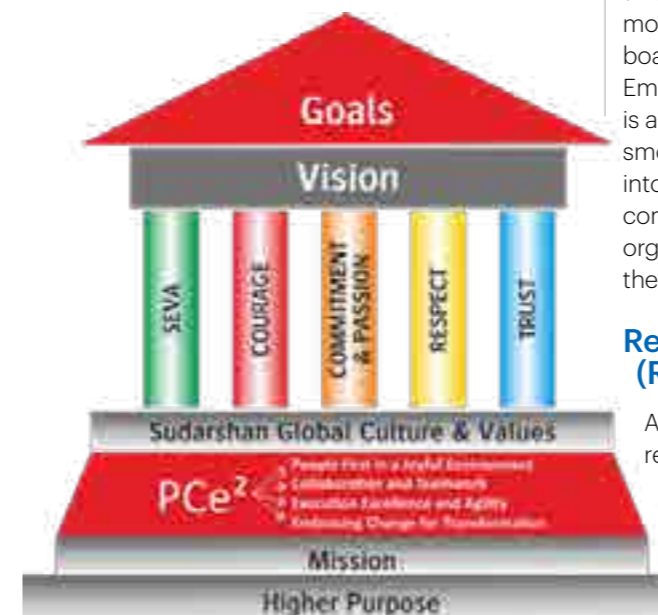 Goals
Vision
SEVA
COURAGE
COMMITMENT
& PASSION
RESPECT
TRUST
Sudarshan Global Culture & Values
PCe²
People First in a Joyful Environment
Collaboration and Teamwork
Execution Excellence and Agility
Embracing Change for Transformation
Mission
Higher Purpose
mo
boa
Em
is a
sme
into
con
org
the
Re
(R
A
re